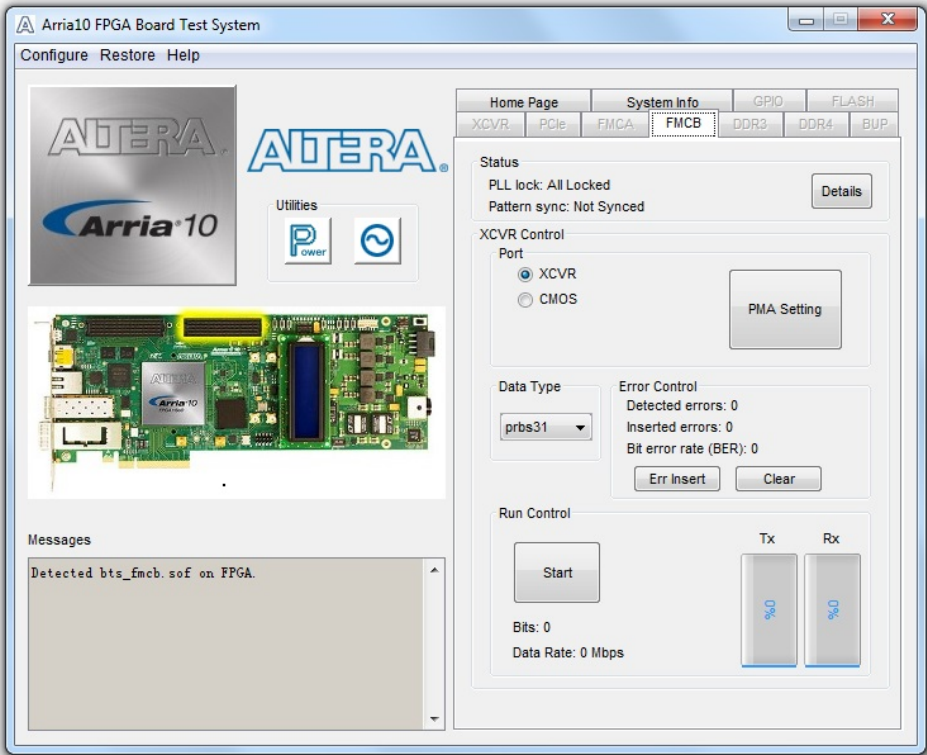 Arria10 FPGA Board Test System
Configure Restore Help
ALTERA.
Arria 10
ALTERA®
Utilities
Power
Home Page System Info GPIO FLASH
XCVR PCIe FMCA FMCB DDR3 DDR4 BUP
Status
PLL lock: All Locked
Pattern sync: Not Synced
Details
XCVR Control
Port
XCVR
CMOS
PMA Setting
Data Type
prbs31
Error Control
Detected errors: 0
Inserted errors: 0
Bit error rate (BER): 0
Err Insert Clear
Run Control
Start
Tx Rx
0% 0%
Bits: 0
Data Rate: 0 Mbps
ALTERA
Arria 10
Messages
Detected bts_fmcb.sof on FPGA.